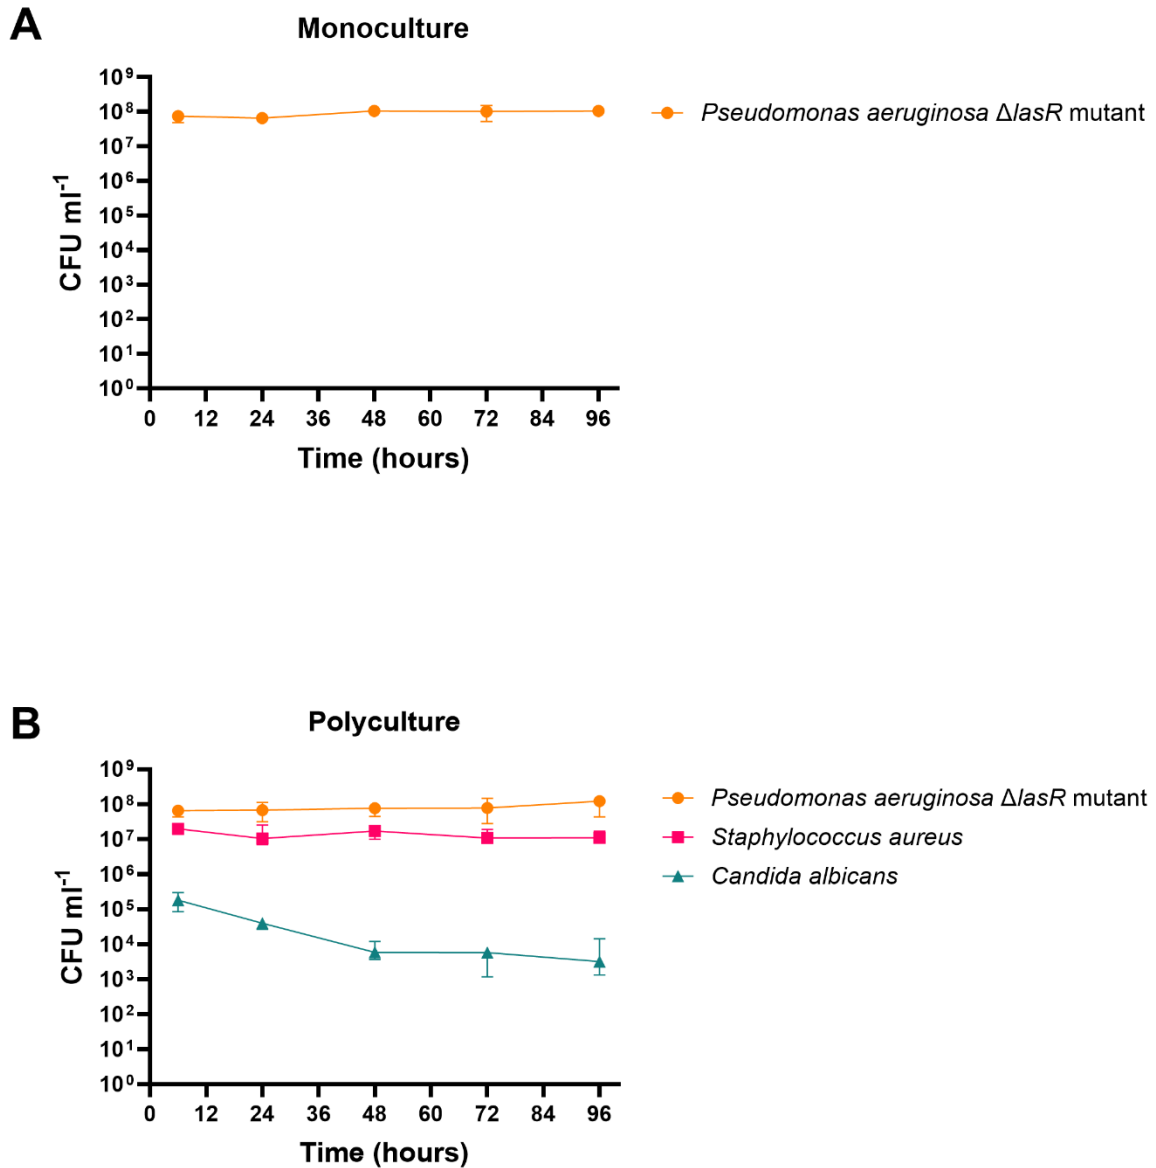 A
Monoculture
10⁹
10⁸
10⁷
10⁶
10⁵
10⁴
10³
10²
10¹
10⁰
CFU ml⁻¹
0 12 24 36 48 60 72 84 96
Time (hours)
Pseudomonas aeruginosa ΔlasR mutant
B
Polyculture
10⁹
10⁸
10⁷
10⁶
10⁵
10⁴
10³
10²
10¹
10⁰
CFU ml⁻¹
0 12 24 36 48 60 72 84 96
Time (hours)
Pseudomonas aeruginosa ΔlasR mutant
Staphylococcus aureus
Candida albicans